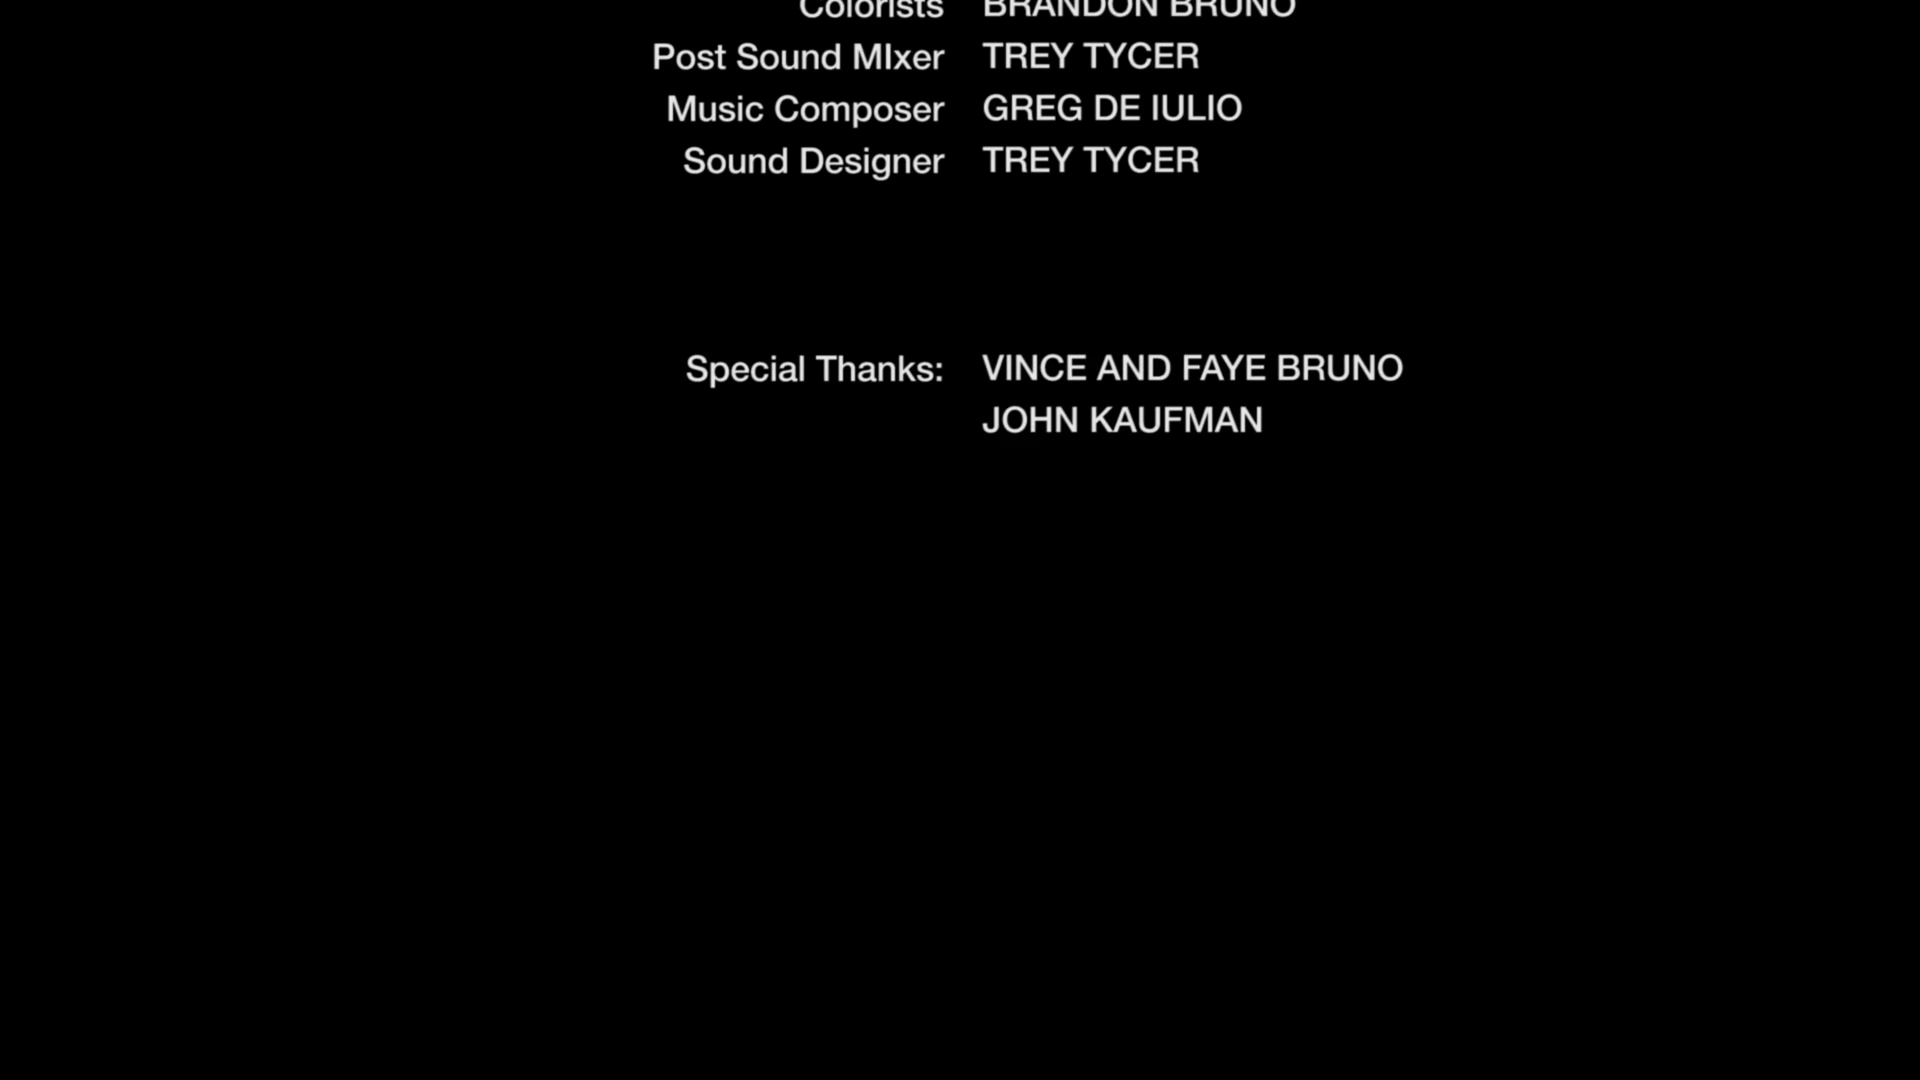 Colorists BRANDON BRUNO
Post Sound MIxer TREY TYCER
Music Composer GREG DE IULIO
Sound Designer TREY TYCER
Special Thanks: VINCE AND FAYE BRUNO
JOHN KAUFMAN